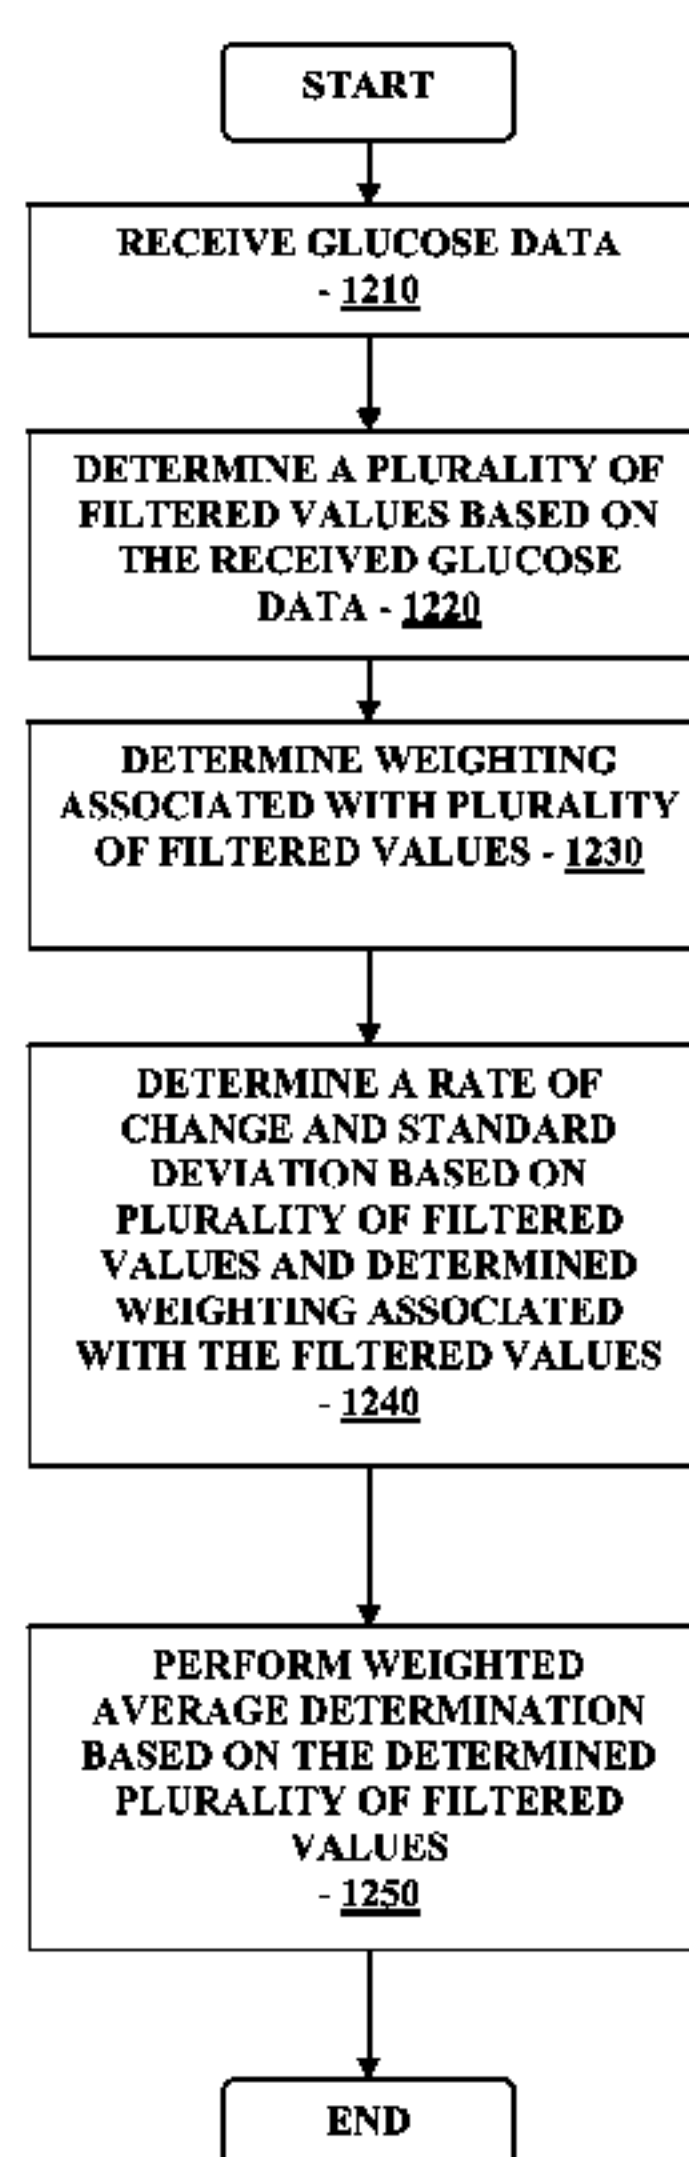 START
RECEIVE GLUCOSE DATA
- 1210
DETERMINE A PLURALITY OF
FILTERED VALUES BASED ON
THE RECEIVED GLUCOSE
DATA - 1220
DETERMINE WEIGHTING
ASSOCIATED WITH PLURALITY
OF FILTERED VALUES - 1230
DETERMINE A RATE OF
CHANGE AND STANDARD
DEVIATION BASED ON
PLURALITY OF FILTERED
VALUES AND DETERMINED
WEIGHTING ASSOCIATED
WITH THE FILTERED VALUES
- 1240
PERFORM WEIGHTED
AVERAGE DETERMINATION
BASED ON THE DETERMINED
PLURALITY OF FILTERED
VALUES
- 1250
END